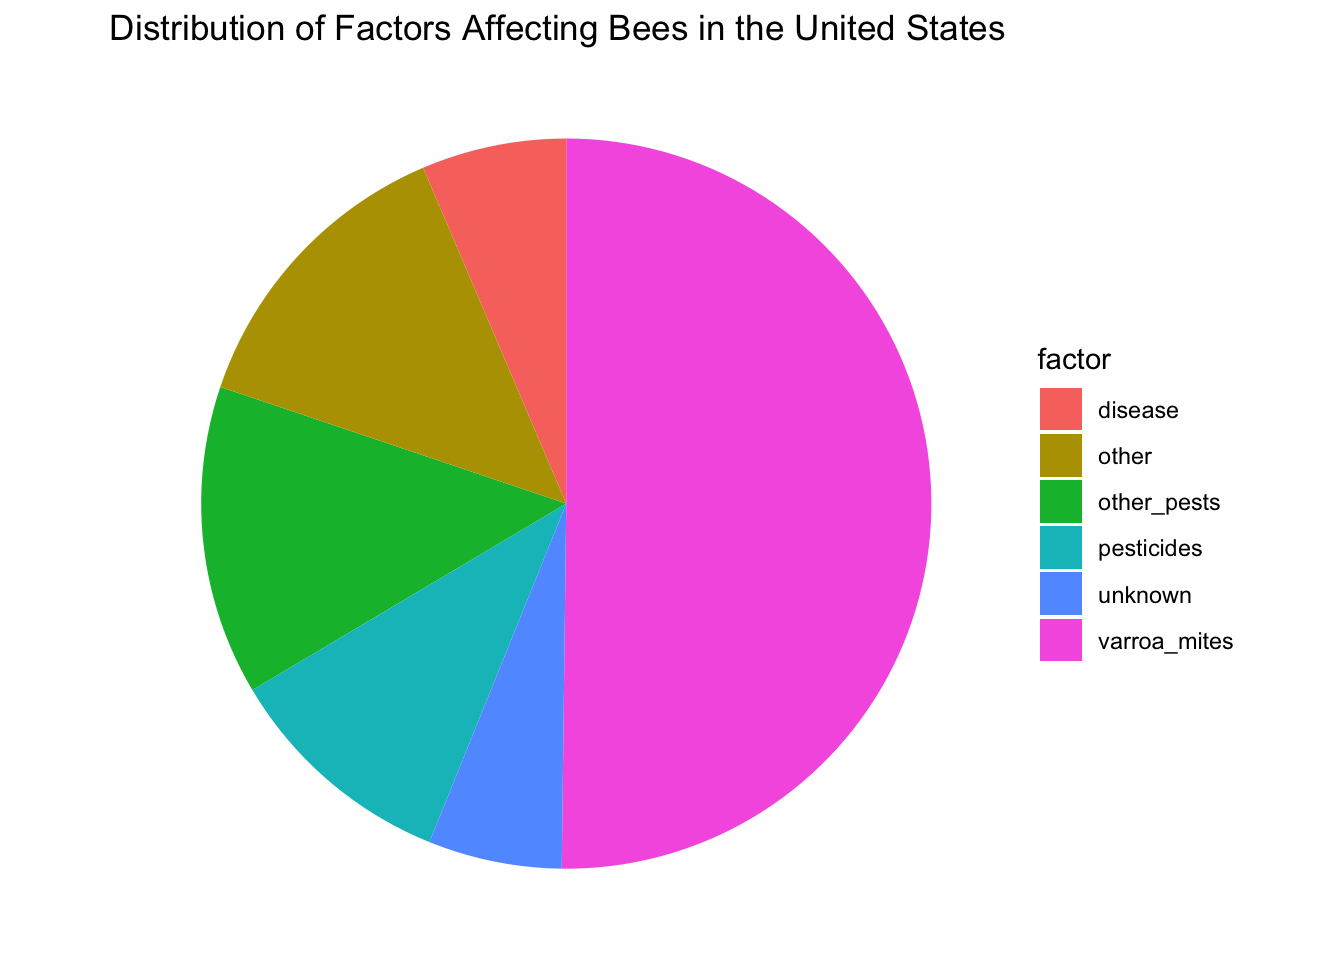 Distribution of Factors Affecting Bees in the United States
factor
disease
other
other_pests
pesticides
unknown
varroa_mites